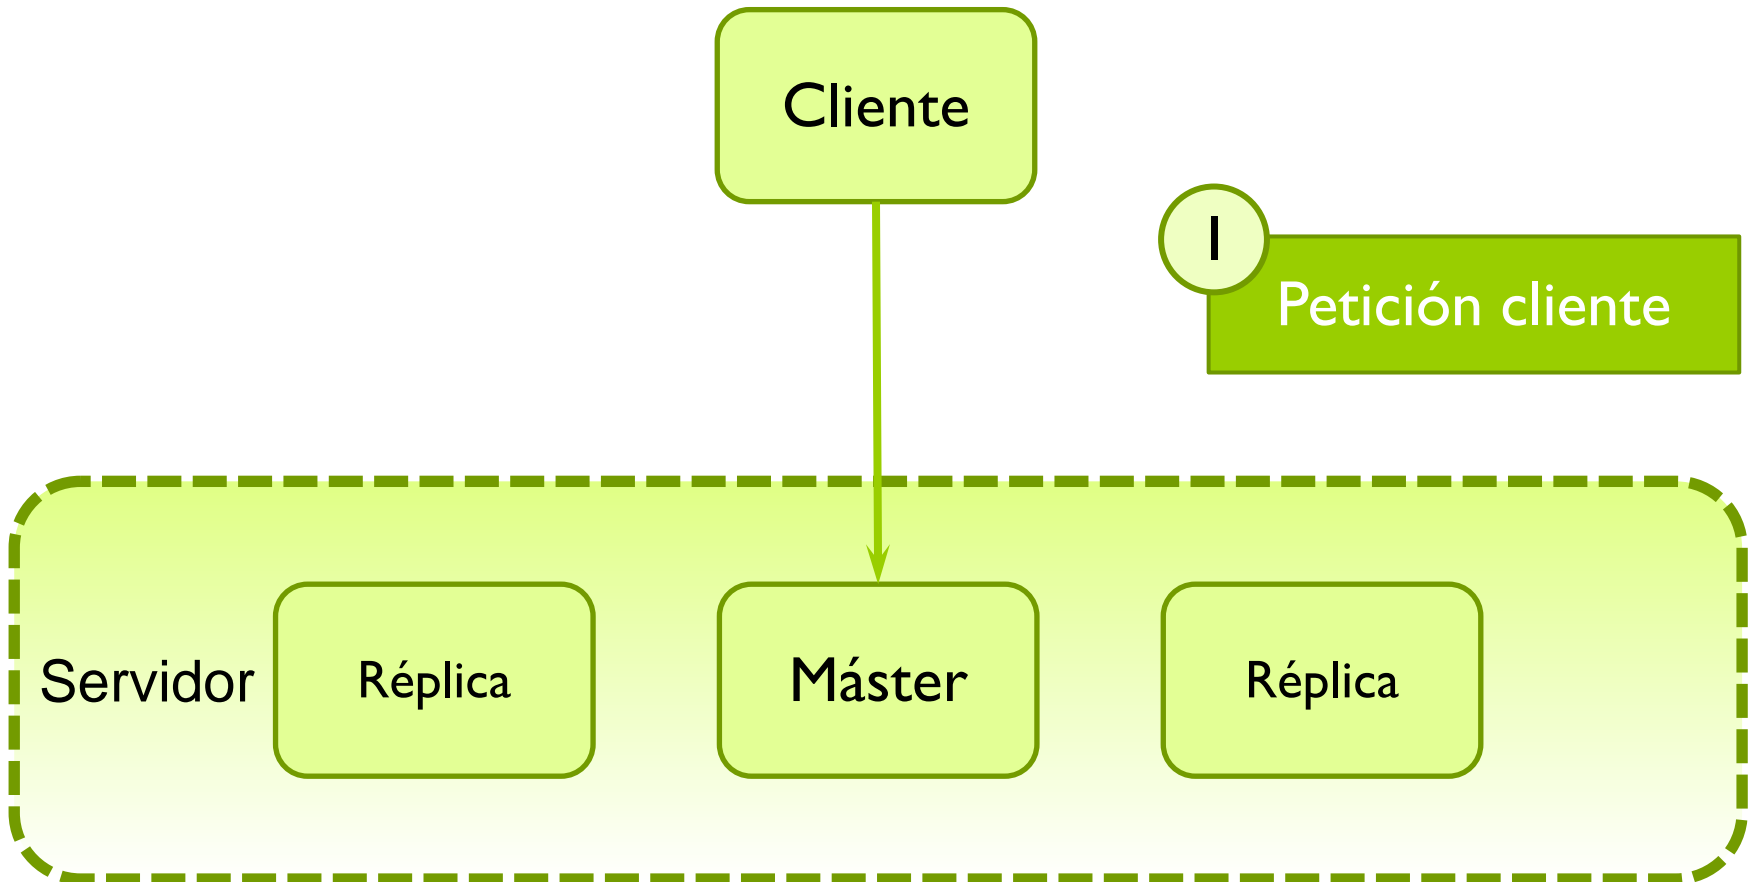 Cliente
1
Petición cliente
Servidor
Réplica
Máster
Réplica